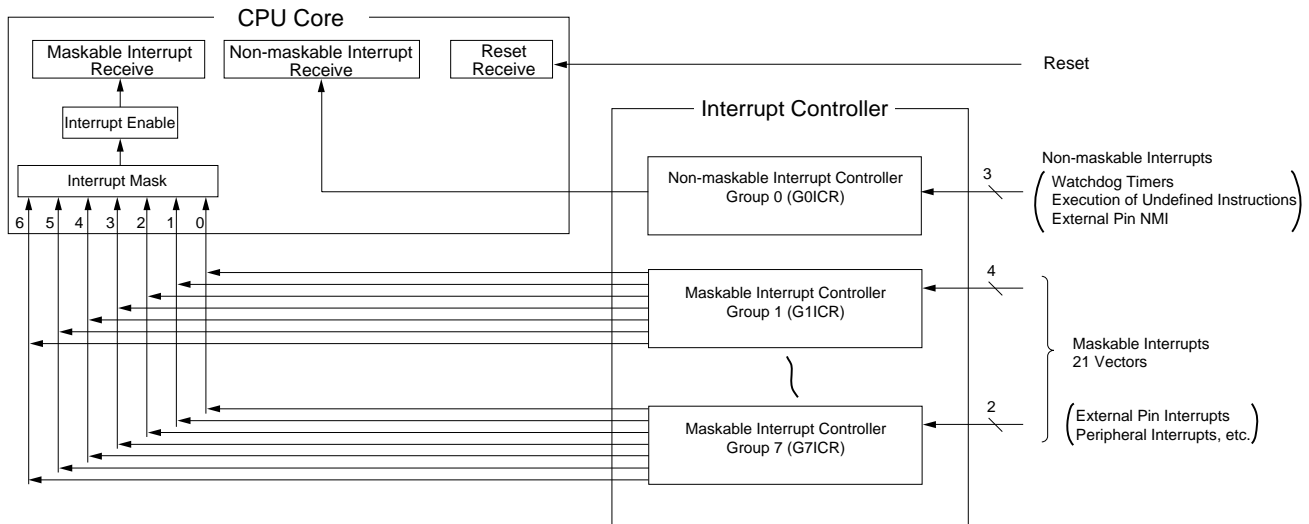 CPU Core
Maskable Interrupt
Receive
Non-maskable Interrupt
Receive
Reset
Receive
Reset
Interrupt Enable
Interrupt Mask
6 5 4 3 2 1 0
Interrupt Controller
Non-maskable Interrupt Controller
Group 0 (G0ICR)
3
Non-maskable Interrupts
Watchdog Timers
Execution of Undefined Instructions
External Pin NMI
Maskable Interrupt Controller
Group 1 (G1ICR)
4
Maskable Interrupts
21 Vectors
Maskable Interrupt Controller
Group 7 (G7ICR)
2
(External Pin Interrupts
Peripheral Interrupts, etc.)